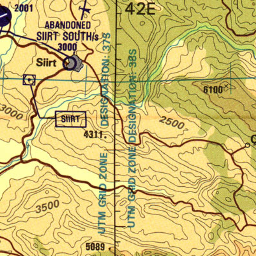 2001
42E
ABANDONED
SIIRT SOUTH/s
3000
Siirt
6100
3000
SIIRT
4311
2500
3500
5089
UTM GRID ZONE DESIGNATION: 37S
UTM GRID ZONE DESIGNATION: 38S